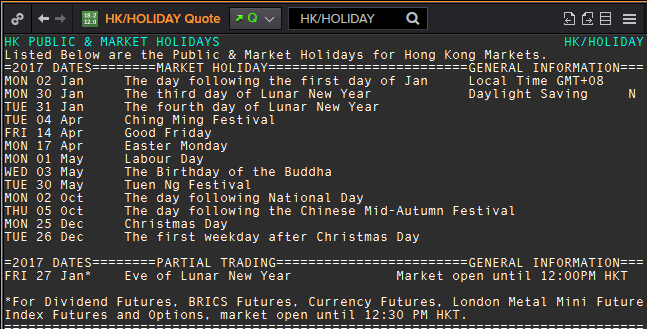 18.2
12.0
HK/HOLIDAY Quote
Q
HK/HOLIDAY
HK PUBLIC & MARKET HOLIDAYS HK/HOLIDAY
Listed Below are the Public & Market Holidays for Hong Kong Markets.
=2017 DATES========MARKET HOLIDAY=========================GENERAL INFORMATION===
MON 02 Jan The day following the first day of Jan Local Time GMT+08
MON 30 Jan The third day of Lunar New Year Daylight Saving N
TUE 31 Jan The fourth day of Lunar New Year
TUE 04 Apr Ching Ming Festival
FRI 14 Apr Good Friday
MON 17 Apr Easter Monday
MON 01 May Labour Day
WED 03 May The Birthday of the Buddha
TUE 30 May Tuen Ng Festival
MON 02 Oct The day following National Day
THU 05 Oct The day following the Chinese Mid-Autumn Festival
MON 25 Dec Christmas Day
TUE 26 Dec The first weekday after Christmas Day
=2017 DATES========PARTIAL TRADING========================GENERAL INFORMATION===
FRI 27 Jan* Eve of Lunar New Year Market open until 12:00PM HKT
*For Dividend Futures, BRICS Futures, Currency Futures, London Metal Mini Future
Index Futures and Options, market open until 12:30 PM HKT.